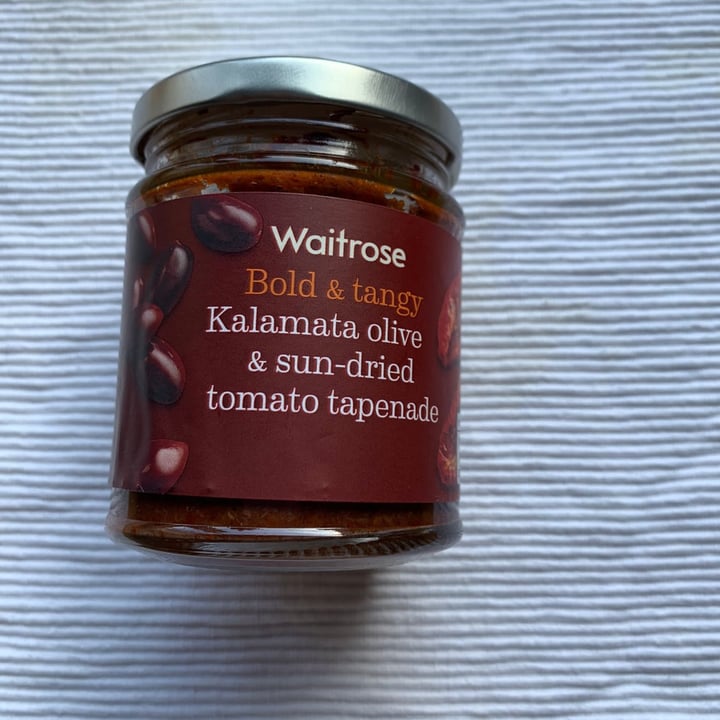 Waitrose
Bold & tangy
Kalamata olive
& sun-dried
tomato tapenade